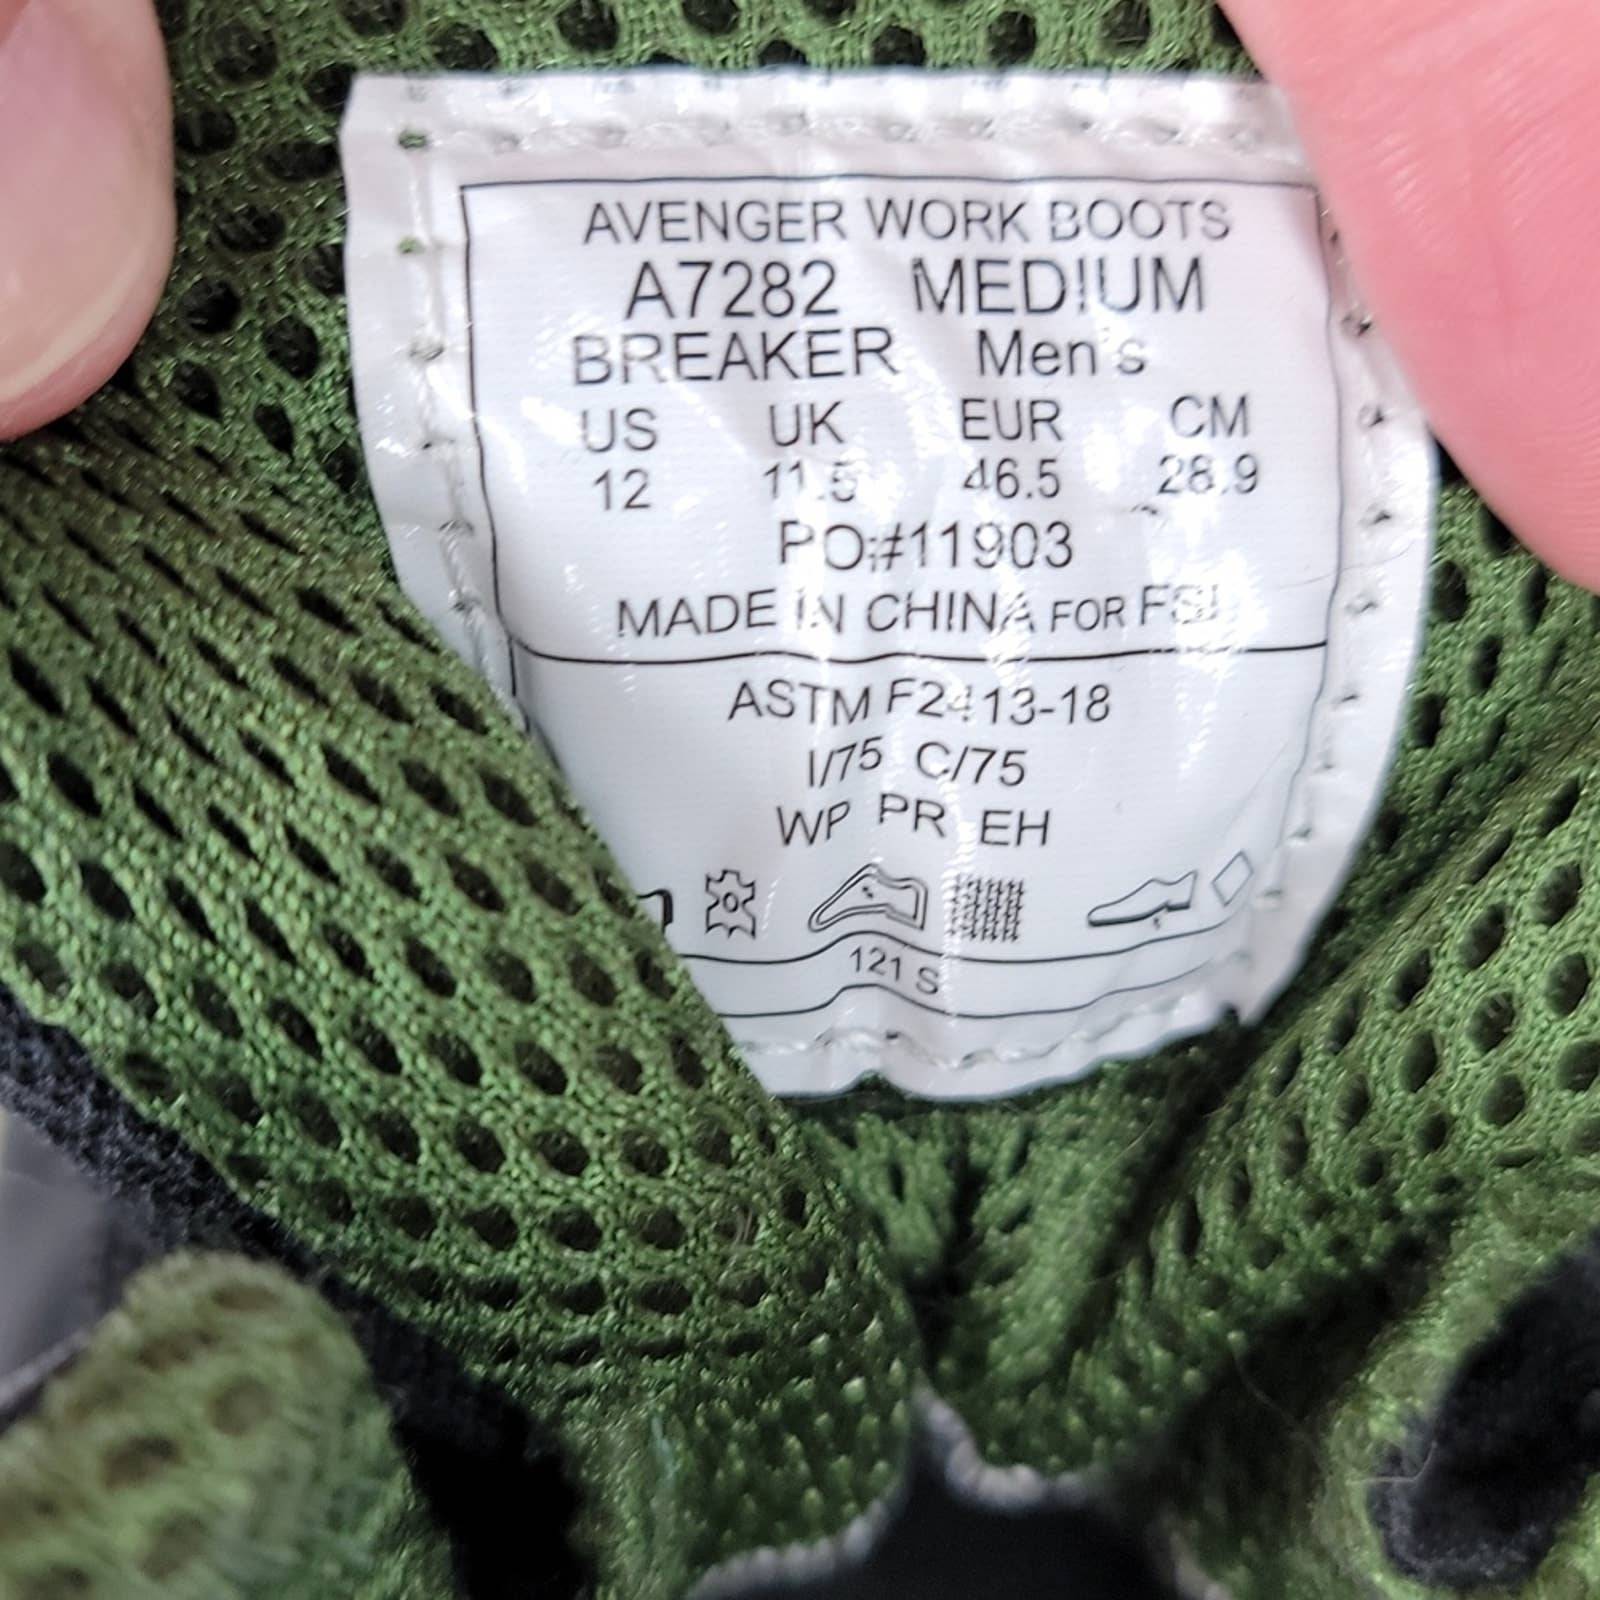 AVENGER WORK BOOTS
A7282 MEDIUM
BREAKER Men's
US UK EUR CM
12 11.5 46.5 28.9
PO:#11903
MADE IN CHINA FOR FSI
ASTM F2413-18
I/75 C/75
WP PR EH
121 S